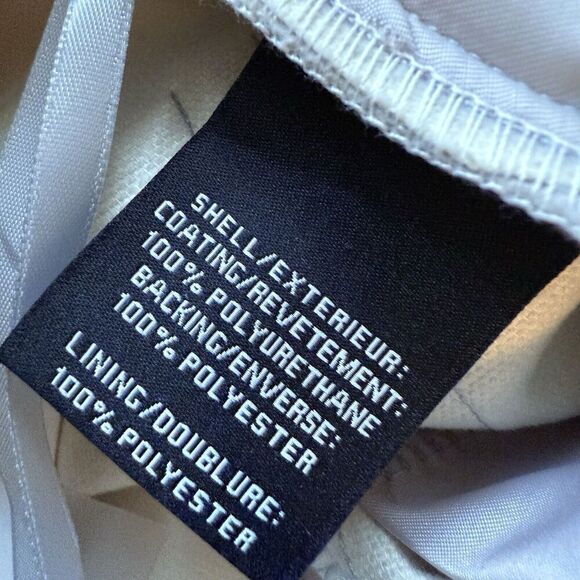 SHELL/EXTERIEUR:
COATING/REVETEMENT:
100% POLYURETHANE
BACKING/ENVERSE:
100% POLYESTER
LINING/DOUBLURE:
100% POLYESTER